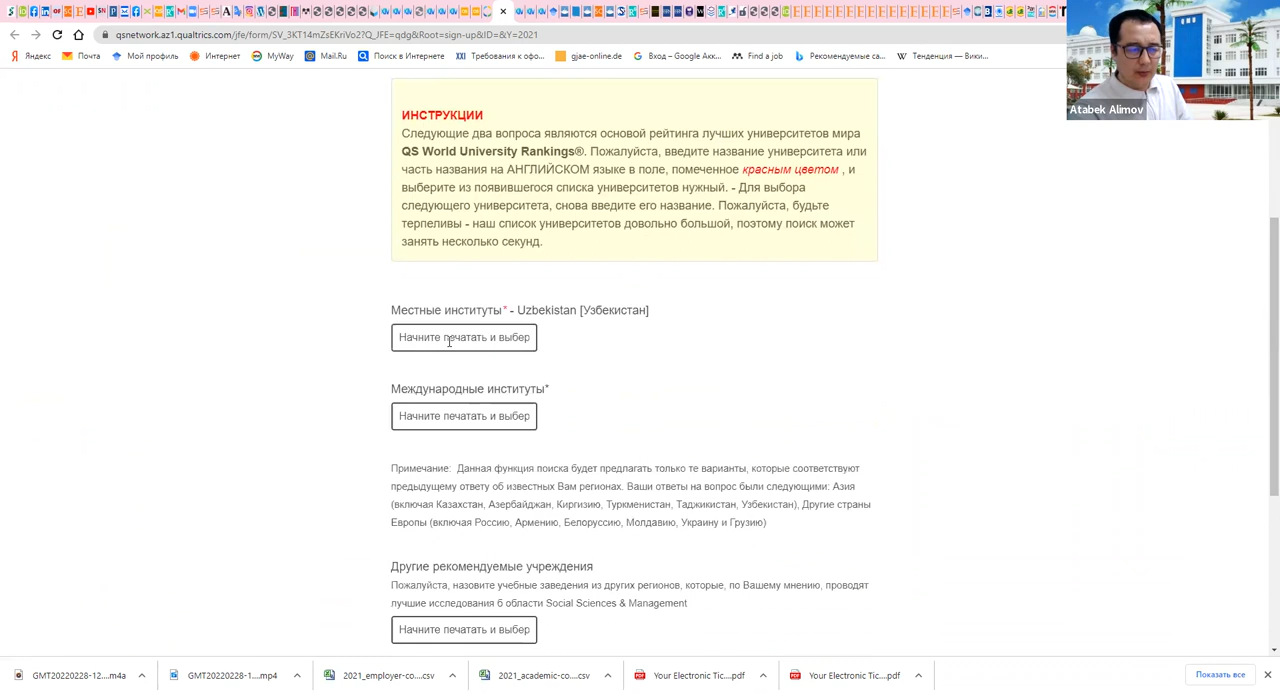 qsnetwork.az1.qualtrics.com/jfe/form/SV_3KT14mZsEKriVo2?Q_JFE=qdg&Root=sign-up&ID=&Y=2021
Яндекс Почта Мой профиль Интернет MyWay Mail.Ru Поиск в Интернете Требования к офо... gjae-online.de Вход – Google Акк... Find a job Рекомендуемые са... Тенденция — Вики...
Atabek Alimov
ИНСТРУКЦИИ
Следующие два вопроса являются основой рейтинга лучших университетов мира
QS World University Rankings®. Пожалуйста, введите название университета или
часть названия на АНГЛИЙСКОМ языке в поле, помеченное красным цветом , и
выберите из появившегося списка университетов нужный. - Для выбора
следующего университета, снова введите его название. Пожалуйста, будьте
терпеливы - наш список университетов довольно большой, поэтому поиск может
занять несколько секунд.
Местные институты* - Uzbekistan [Узбекистан]
Начните печатать и выбер
Международные институты*
Начните печатать и выбер
Примечание: Данная функция поиска будет предлагать только те варианты, которые соответствуют
предыдущему ответу об известных Вам регионах. Ваши ответы на вопрос были следующими: Азия
(включая Казахстан, Азербайджан, Киргизию, Туркменистан, Таджикистан, Узбекистан), Другие страны
Европы (включая Россию, Армению, Белоруссию, Молдавию, Украину и Грузию)
Другие рекомендуемые учреждения
Пожалуйста, назовите учебные заведения из других регионов, которые, по Вашему мнению, проводят
лучшие исследования б области Social Sciences & Management
Начните печатать и выбер
GMT20220228-12....m4a GMT20220228-1....mp4 2021_employer-co....csv 2021_academic-co....csv Your Electronic Tic....pdf Your Electronic Tic....pdf Показать все